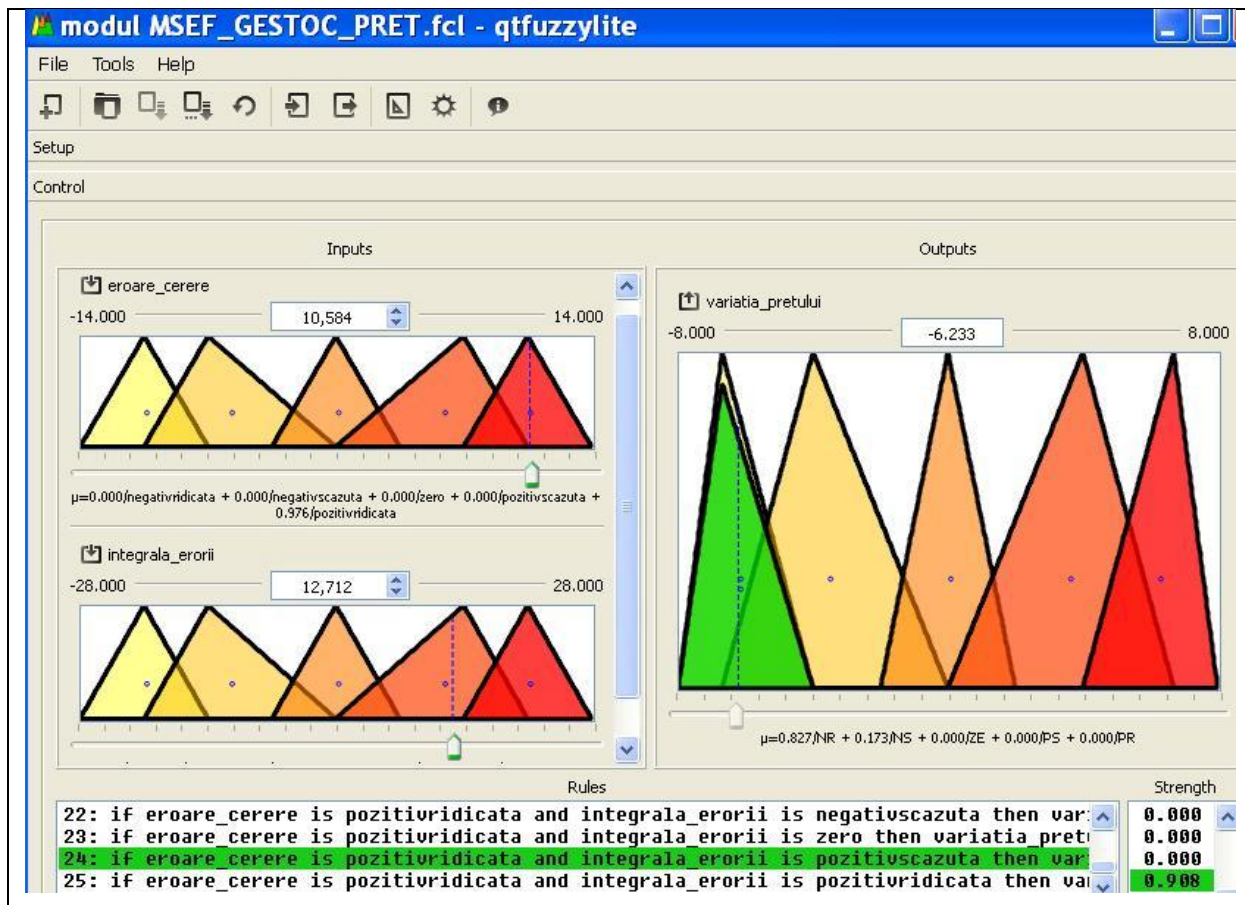 modul MSEF_GESTOC_PRET.fcl - qtfuzzylite
File Tools Help
Setup
Control
Inputs
Outputs
eroare_cerere
-14.000 10,584 14.000
μ=0.000/negativridicata + 0.000/negativscazuta + 0.000/zero + 0.000/pozitivscazuta +
0.976/pozitivridicata
integrala_erorii
-28.000 12,712 28.000
variatia_pretului
-8.000 -6.233 8.000
μ=0.827/NR + 0.173/NS + 0.000/ZE + 0.000/PS + 0.000/PR
Rules
Strength
22: if eroare_cerere is pozitivridicata and integrala_erorii is negativscazuta then var
0.000
23: if eroare_cerere is pozitivridicata and integrala_erorii is zero then variatia_pret
0.000
24: if eroare_cerere is pozitivridicata and integrala_erorii is pozitivscazuta then var
0.000
25: if eroare_cerere is pozitivridicata and integrala_erorii is pozitivridicata then va
0.908